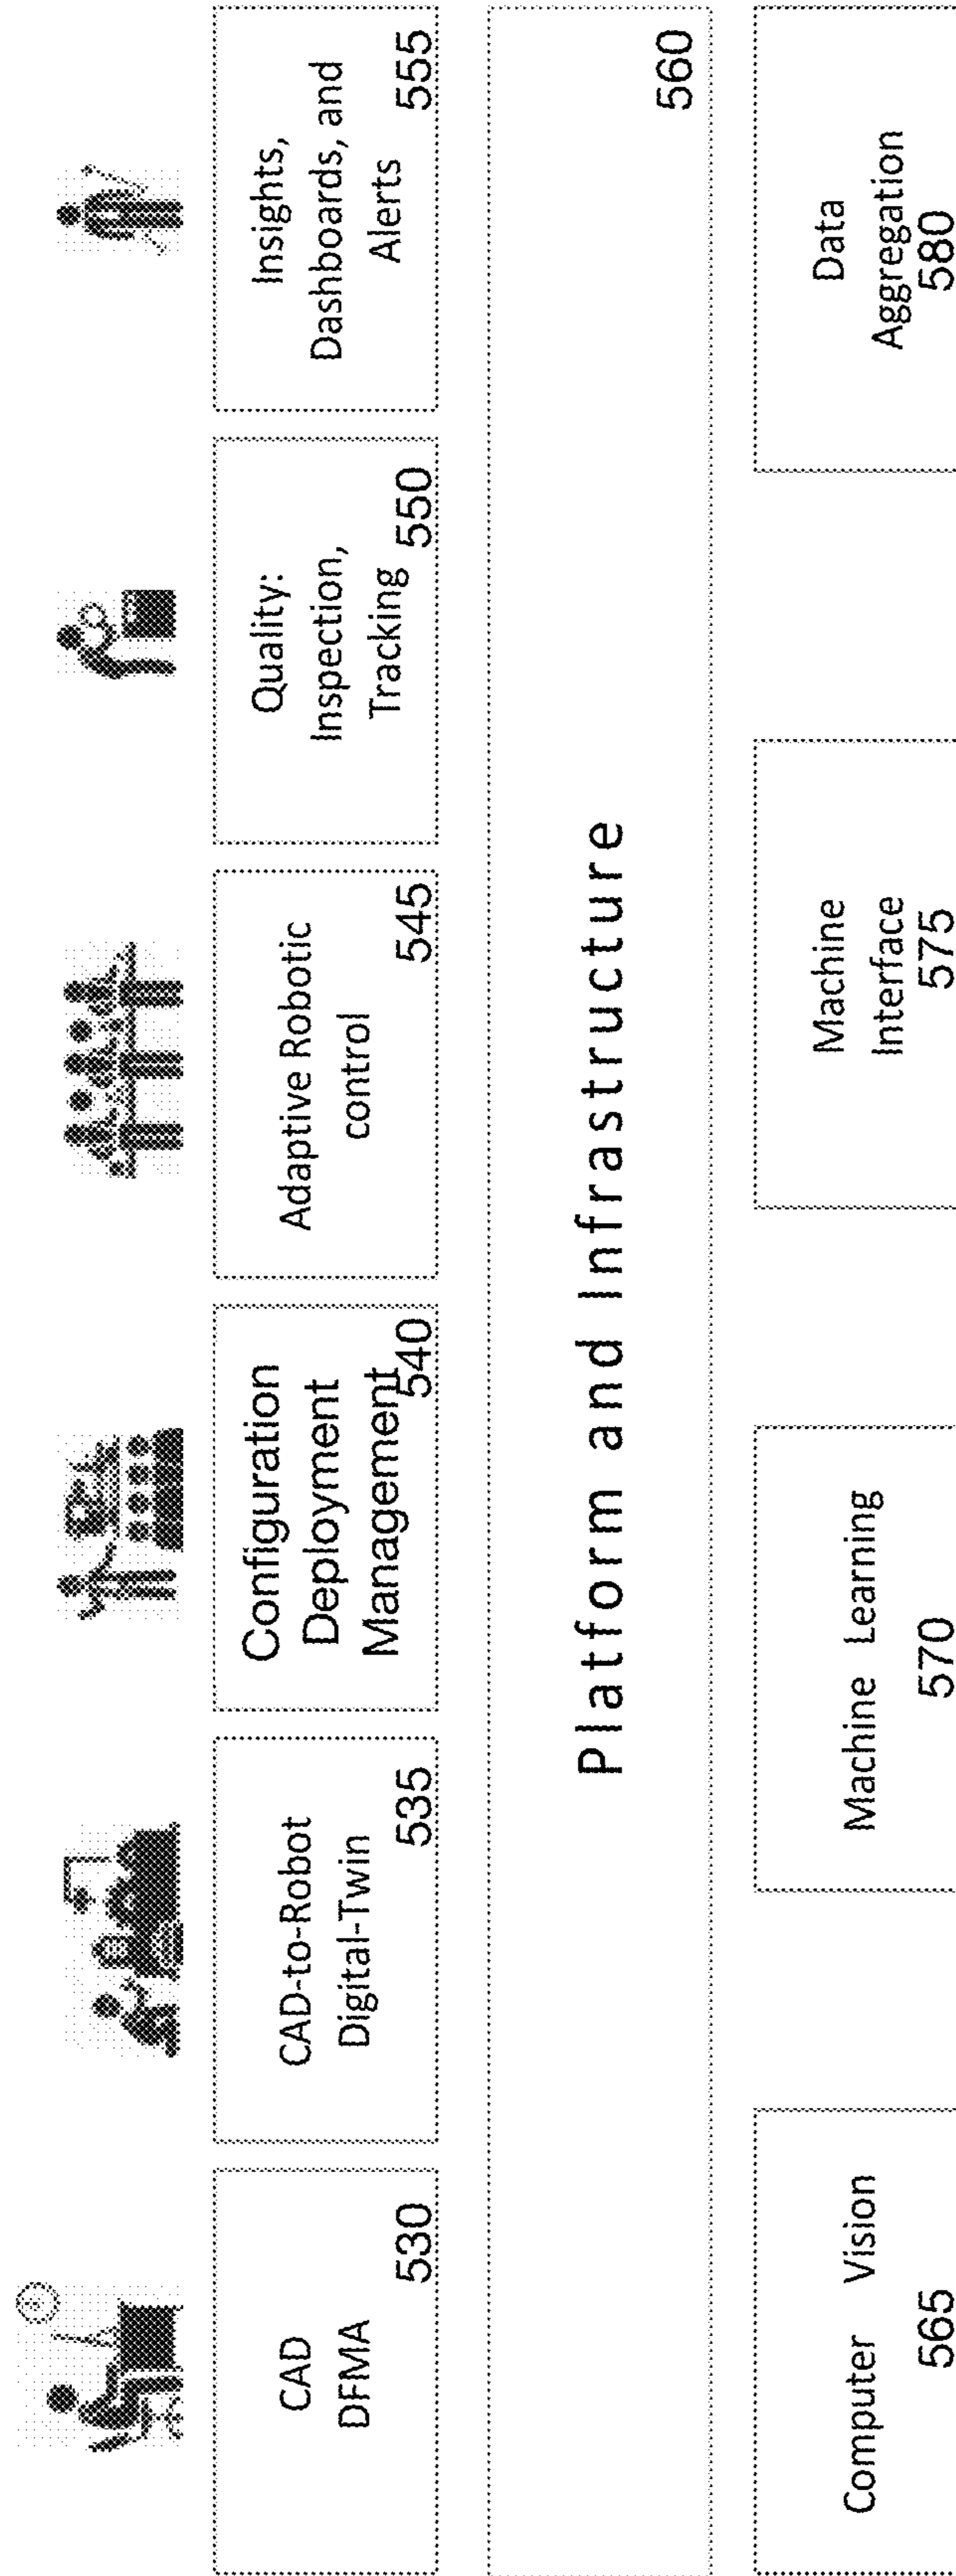 CAD
DFMA
530
CAD-to-Robot
Digital-Twin
535
Configuration
Deployment
Management
540
Adaptive Robotic
control
545
Quality:
Inspection,
Tracking
550
Insights,
Dashboards, and
Alerts
555
Platform and Infrastructure
560
Computer Vision
565
Machine Learning
570
Machine
Interface
575
Data
Aggregation
580